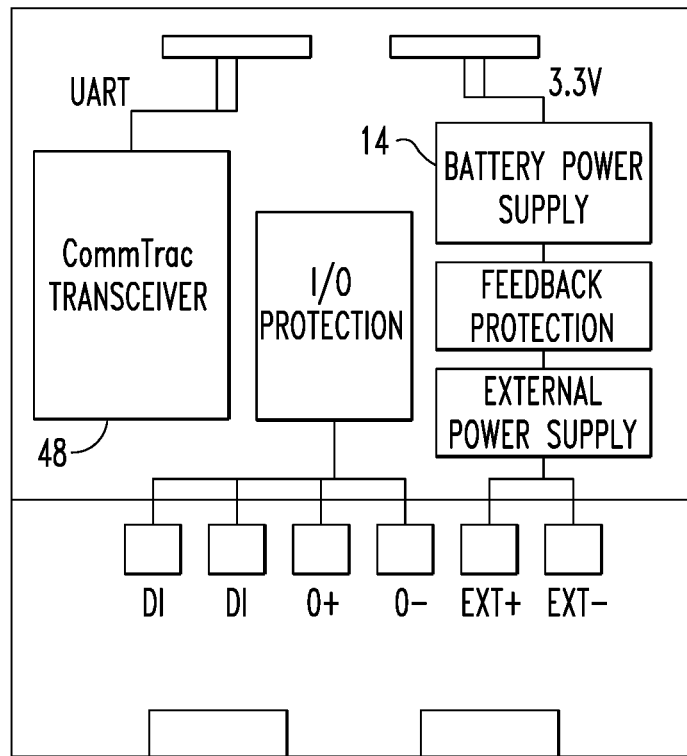 UART
3.3V
14
BATTERY POWER
SUPPLY
CommTrac
TRANSCEIVER
I/O
PROTECTION
FEEDBACK
PROTECTION
EXTERNAL
POWER SUPPLY
48
DI DI O+ O- EXT+ EXT-